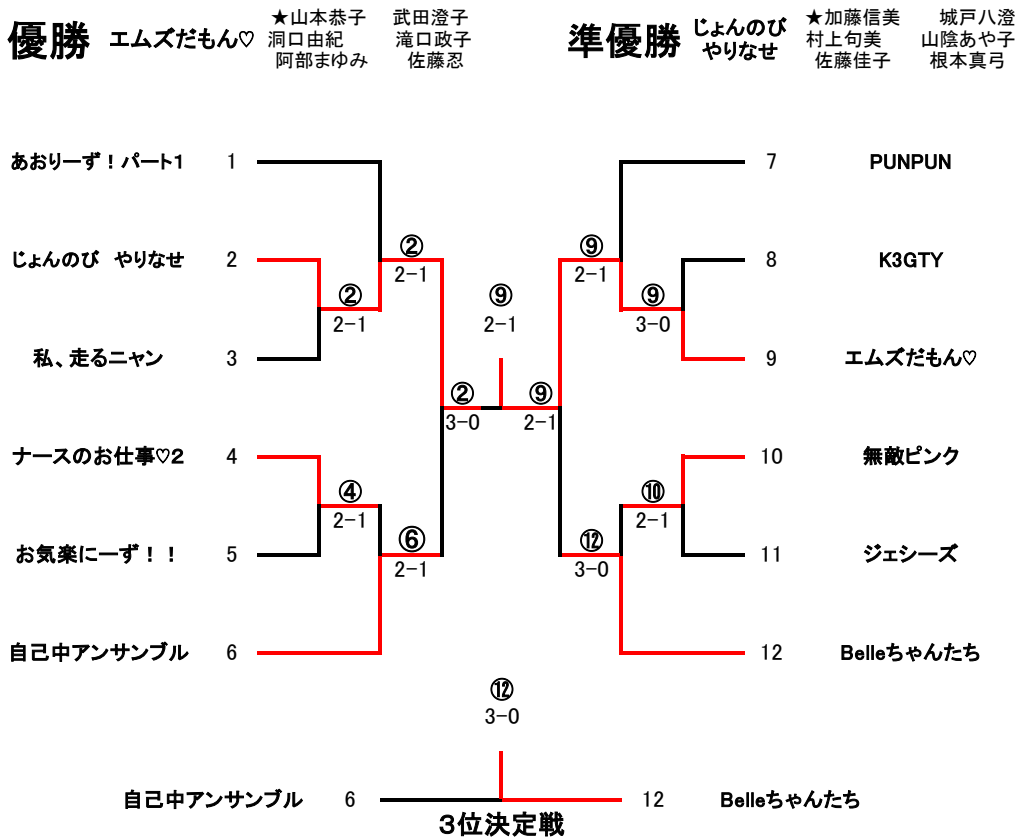 優勝 エムズだもん♡ ★山本恭子 武田澄子
洞口由紀 滝口政子
阿部まゆみ 佐藤忍
準優勝 じょんのび やりなせ ★加藤信美 城戸八澄
村上句美 山陰あや子
佐藤佳子 根本真弓
あおりーず！パート1 1
7 PUNPUN
② ⑨
じょんのび　やりなせ 2
2-1 2-1
8 K3GTY
② ⑨ ⑨
2-1 2-1 3-0
私、走るニャン 3
9 エムズだもん♡
② ⑨
3-0 2-1
ナースのお仕事♡2 4
10 無敵ピンク
④ ⑩
2-1 2-1
⑥ ⑫
お気楽にーず！！ 5
11 ジェシーズ
2-1 3-0
自己中アンサンブル 6
12 Belleちゃんたち
⑫
3-0
自己中アンサンブル 6
12 Belleちゃんたち
3位決定戦